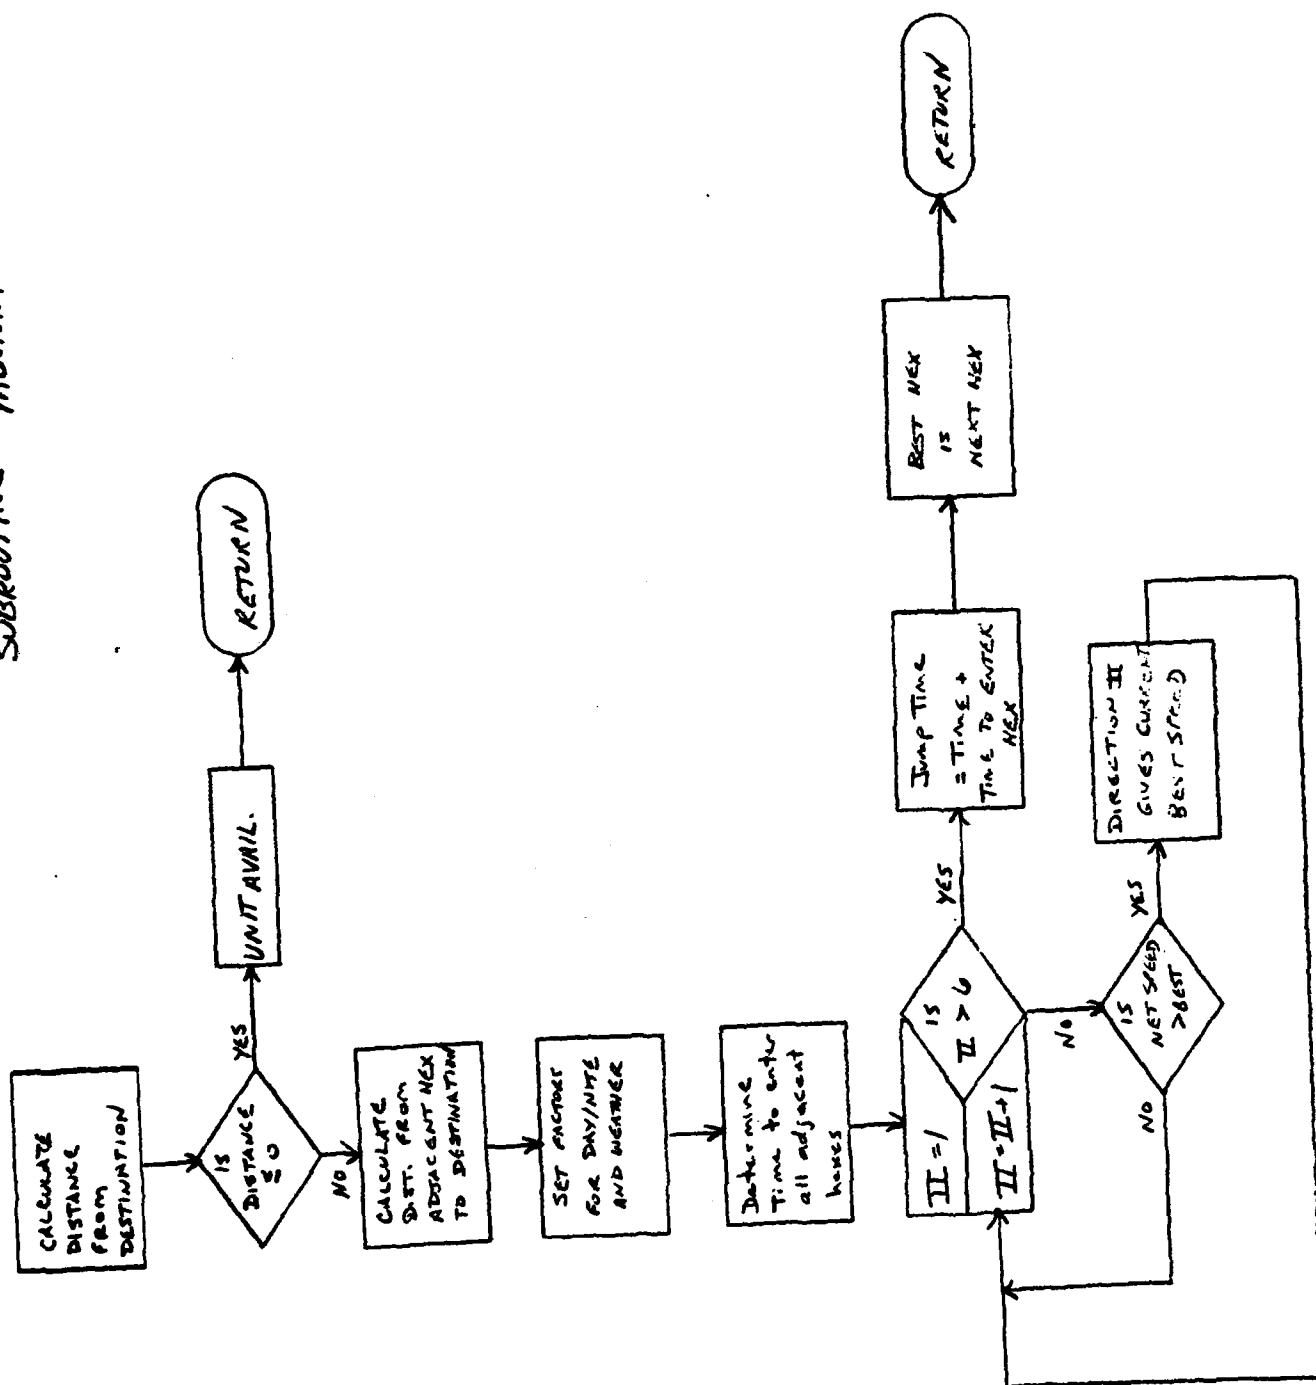 SUBROUTINE
CALCULATE
DISTANCE
FROM
DESTINATION
IS
DISTANCE
≤ 0
YES
UNIT AVAIL.
RETURN
NO
CALCULATE
DIST. FROM
ADJACENT HEX
TO DESTINATION
SET FACTORS
FOR DAY/NITE
AND WEATHER
Determine
Time to enter
all adjacent
hexes
II = 1
II = II + 1
IS
II > 6
YES
JUMP TIME
= TIME +
TIME TO ENTER
HEX
BEST HEX
IS
NEXT HEX
RETURN
NO
IS
NET SPEED
>BEST
YES
DIRECTION II
GIVES CURRENT
BEST SPEED
NO